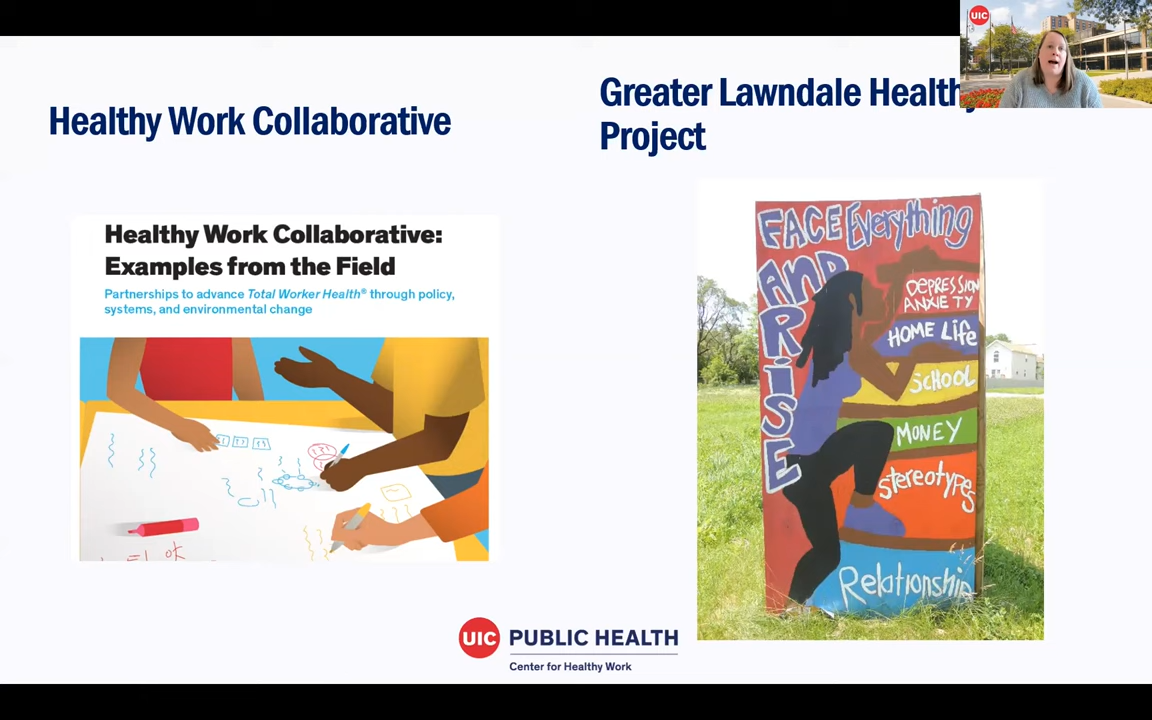 UIC
Healthy Work Collaborative
Greater Lawndale Healthy
Project
Healthy Work Collaborative:
Examples from the Field
Partnerships to advance Total Worker Health® through policy,
systems, and environmental change
FACE Everything
AND
ARiSE
DEPRESSION
ANXIETY
HOME LiFe
SCHOOL
MONEY
Stereotypes
Relationship
UIC PUBLIC HEALTH
Center for Healthy Work